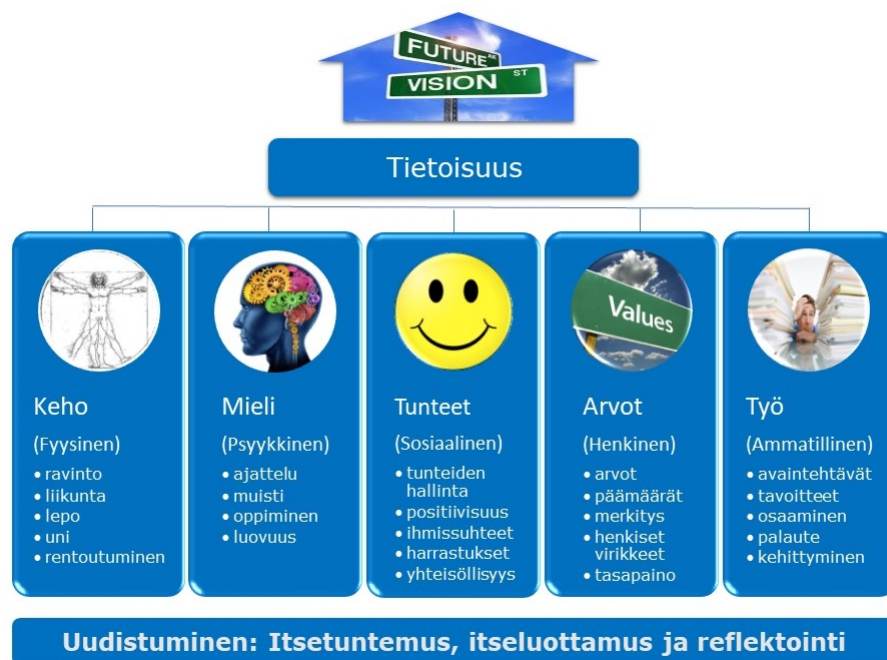 FUTURE AVE
VISION ST
Tietoisuus
Keho
(Fyysinen)
• ravinto
• liikunta
• lepo
• uni
• rentoutuminen
Mieli
(Psyykkinen)
• ajattelu
• muisti
• oppiminen
• luovuus
Tunteet
(Sosiaalinen)
• tunteiden
hallinta
• positiivisuus
• ihmissuhteet
• harrastukset
• yhteisöllisyys
Values
Arvot
(Henkinen)
• arvot
• päämäärät
• merkitys
• henkiset
virikkeet
• tasapaino
Työ
(Ammatillinen)
• avaintehtävät
• tavoitteet
• osaaminen
• palaute
• kehittyminen
Uudistuminen: Itsetuntemus, itseluottamus ja reflektointi